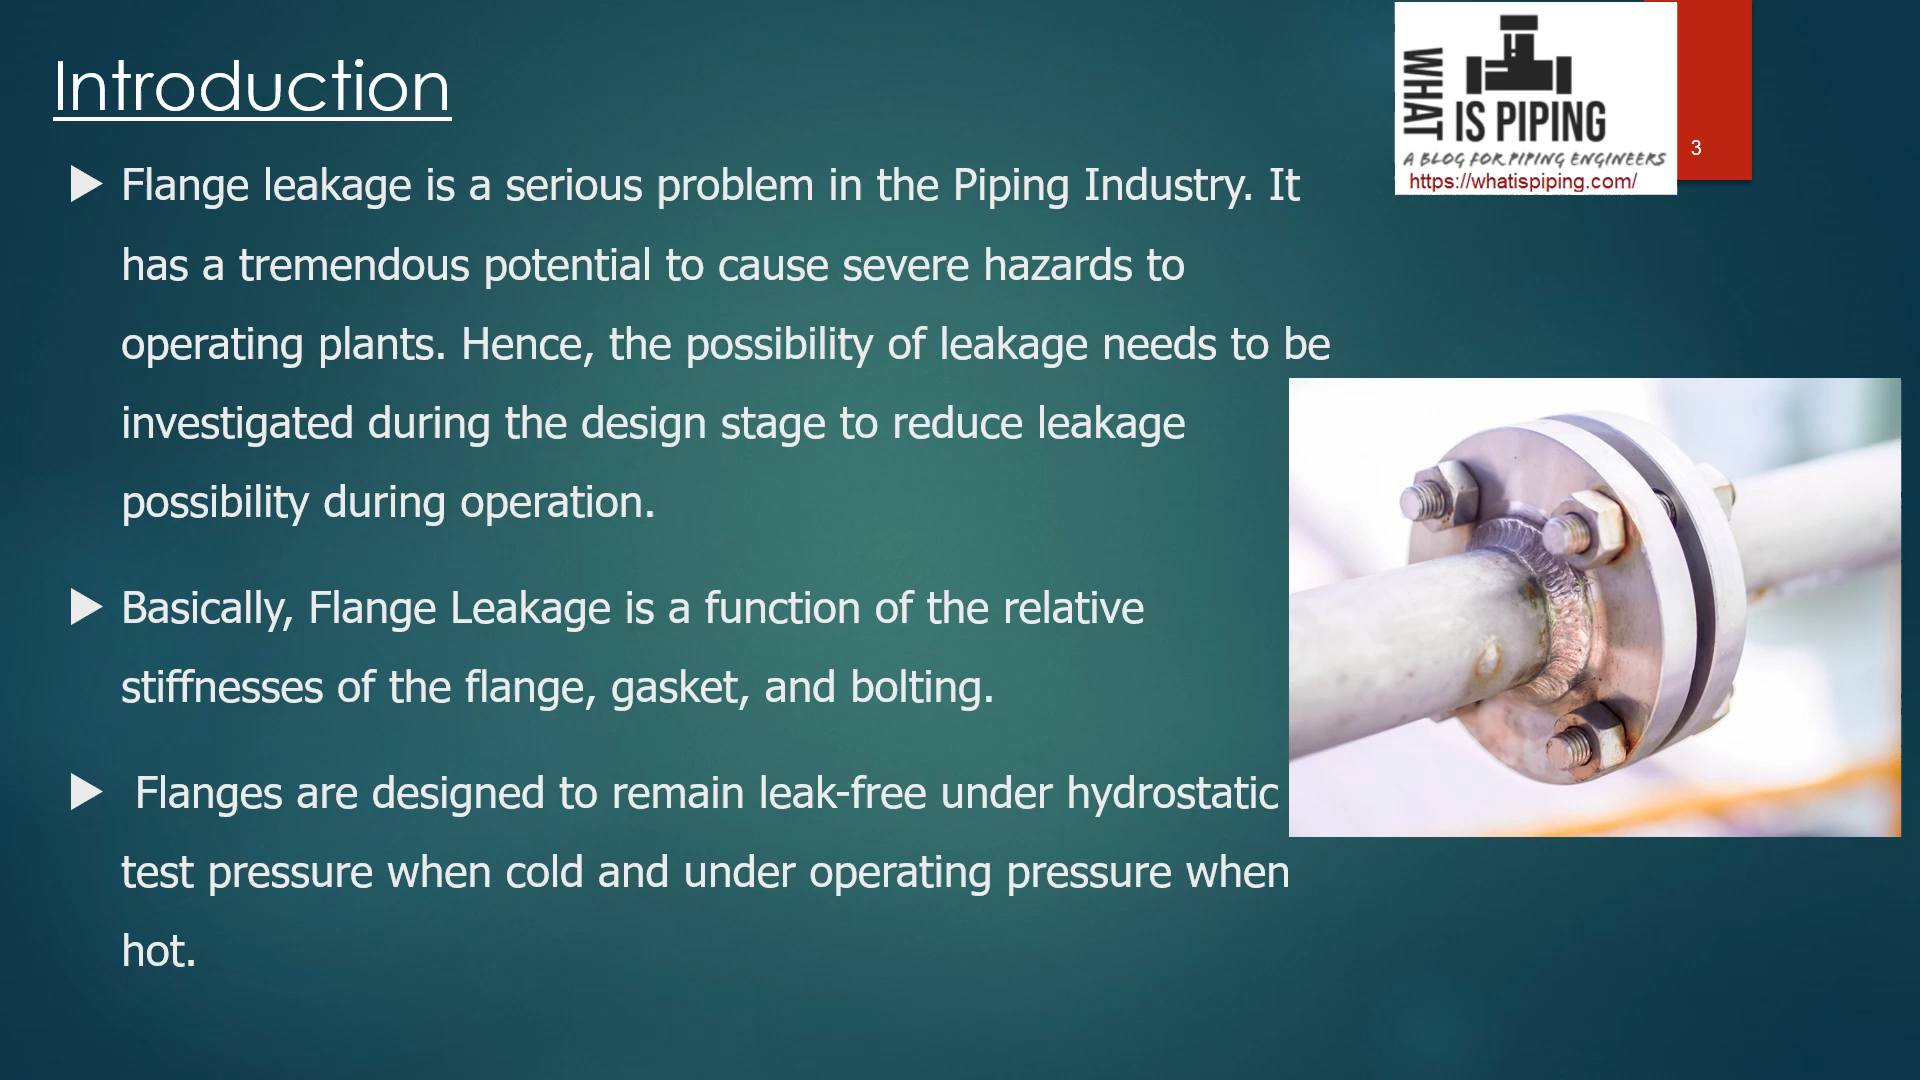 Introduction
WHAT
IS PIPING
A BLOG FOR PIPING ENGINEERS
https://whatispiping.com/
3
Flange leakage is a serious problem in the Piping Industry. It
has a tremendous potential to cause severe hazards to
operating plants. Hence, the possibility of leakage needs to be
investigated during the design stage to reduce leakage
possibility during operation.
Basically, Flange Leakage is a function of the relative
stiffnesses of the flange, gasket, and bolting.
Flanges are designed to remain leak-free under hydrostatic
test pressure when cold and under operating pressure when
hot.